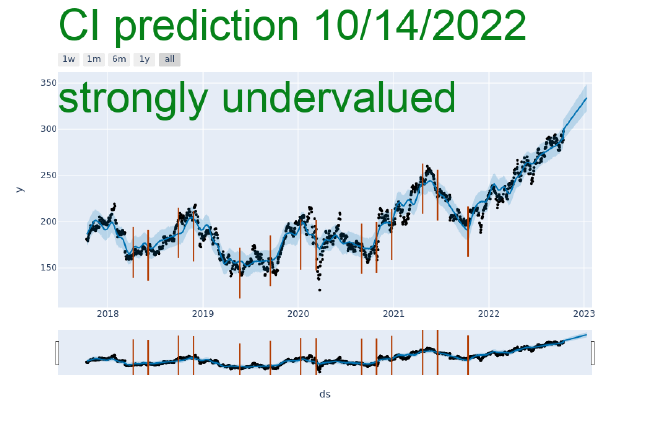 CI prediction 10/14/2022
1w 1m 6m 1y all
strongly undervalued
350
300
250
200
150
y
2018 2019 2020 2021 2022 2023
ds